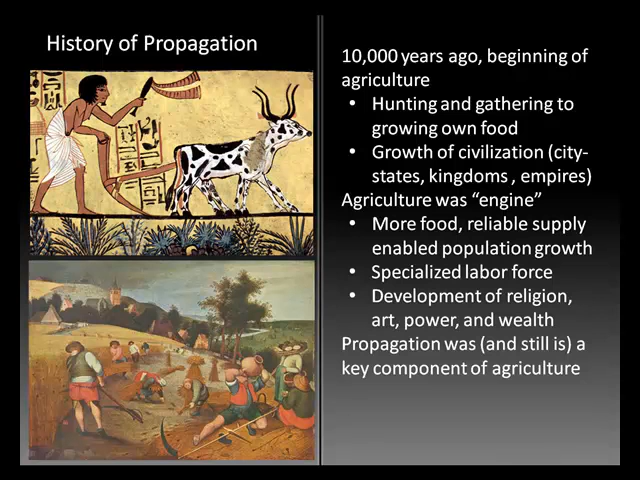 History of Propagation
10,000 years ago, beginning of
agriculture
• Hunting and gathering to
growing own food
• Growth of civilization (city-
states, kingdoms , empires)
Agriculture was “engine”
• More food, reliable supply
enabled population growth
• Specialized labor force
• Development of religion,
art, power, and wealth
Propagation was (and still is) a
key component of agriculture